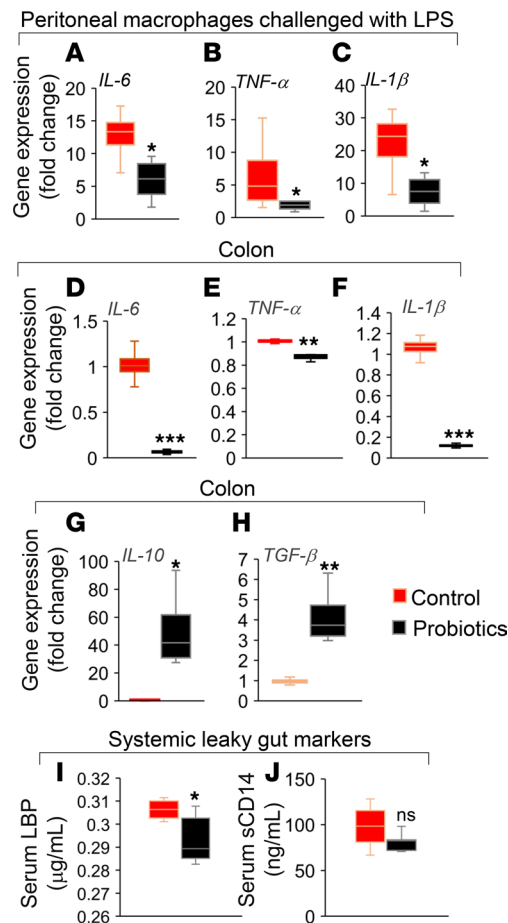 Peritoneal macrophages challenged with LPS
A B C
IL-6 TNF-α IL-1β
Gene expression
(fold change)
20 15 10 5 0
20 15 10 5 0
40 30 20 10 0
* * *
Colon
D E F
IL-6 TNF-α IL-1β
Gene expression
(fold change)
1.5 1 0.5 0
1.2 1 0.8 0.6 0.4 0.2 0
1.4 1.2 1 0.8 0.6 0.4 0.2 0
*** ** ***
Colon
G H
IL-10 TGF-β
Gene expression
(fold change)
100 80 60 40 20 0
7 6 5 4 3 2 1 0
* **
Control
Probiotics
Systemic leaky gut markers
I J
Serum LBP
(μg/mL)
0.32 0.31 0.3 0.29 0.28 0.27 0.26
*
Serum sCD14
(ng/mL)
150 100 50 0
ns